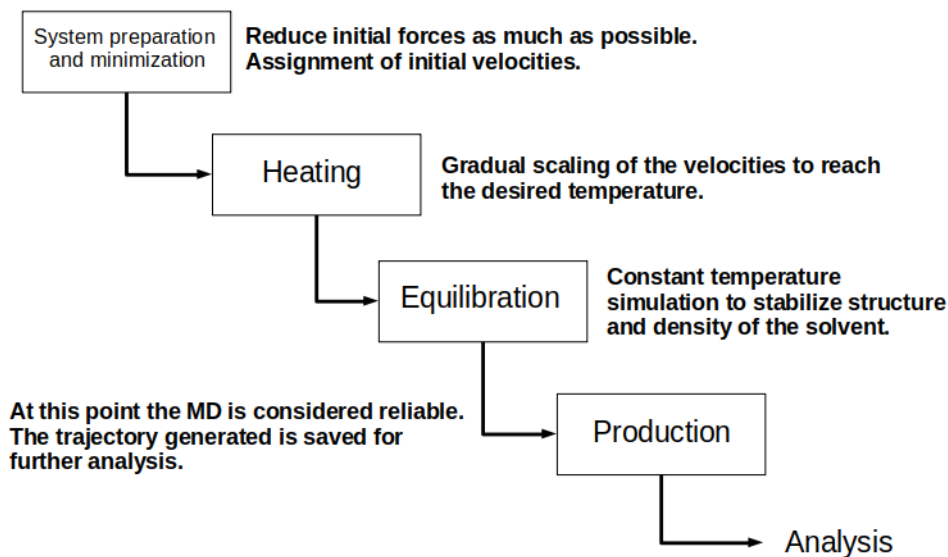 System preparation
and minimization
Reduce initial forces as much as possible.
Assignment of initial velocities.
Heating
Gradual scaling of the velocities to reach
the desired temperature.
Equilibration
Constant temperature
simulation to stabilize structure
and density of the solvent.
At this point the MD is considered reliable.
The trajectory generated is saved for
further analysis.
Production
Analysis